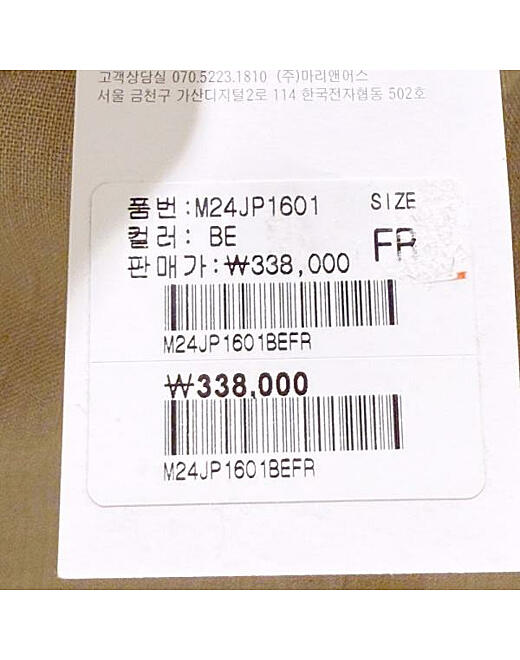 고객상담실 070.5223.1810 (주)마리앤어스
서울 금천구 가산디지털2로 114 한국전자협동 502호
품번:M24JP1601 SIZE
컬러: BE FR
판매가:₩338,000
M24JP1601BEFR
₩338,000
M24JP1601BEFR